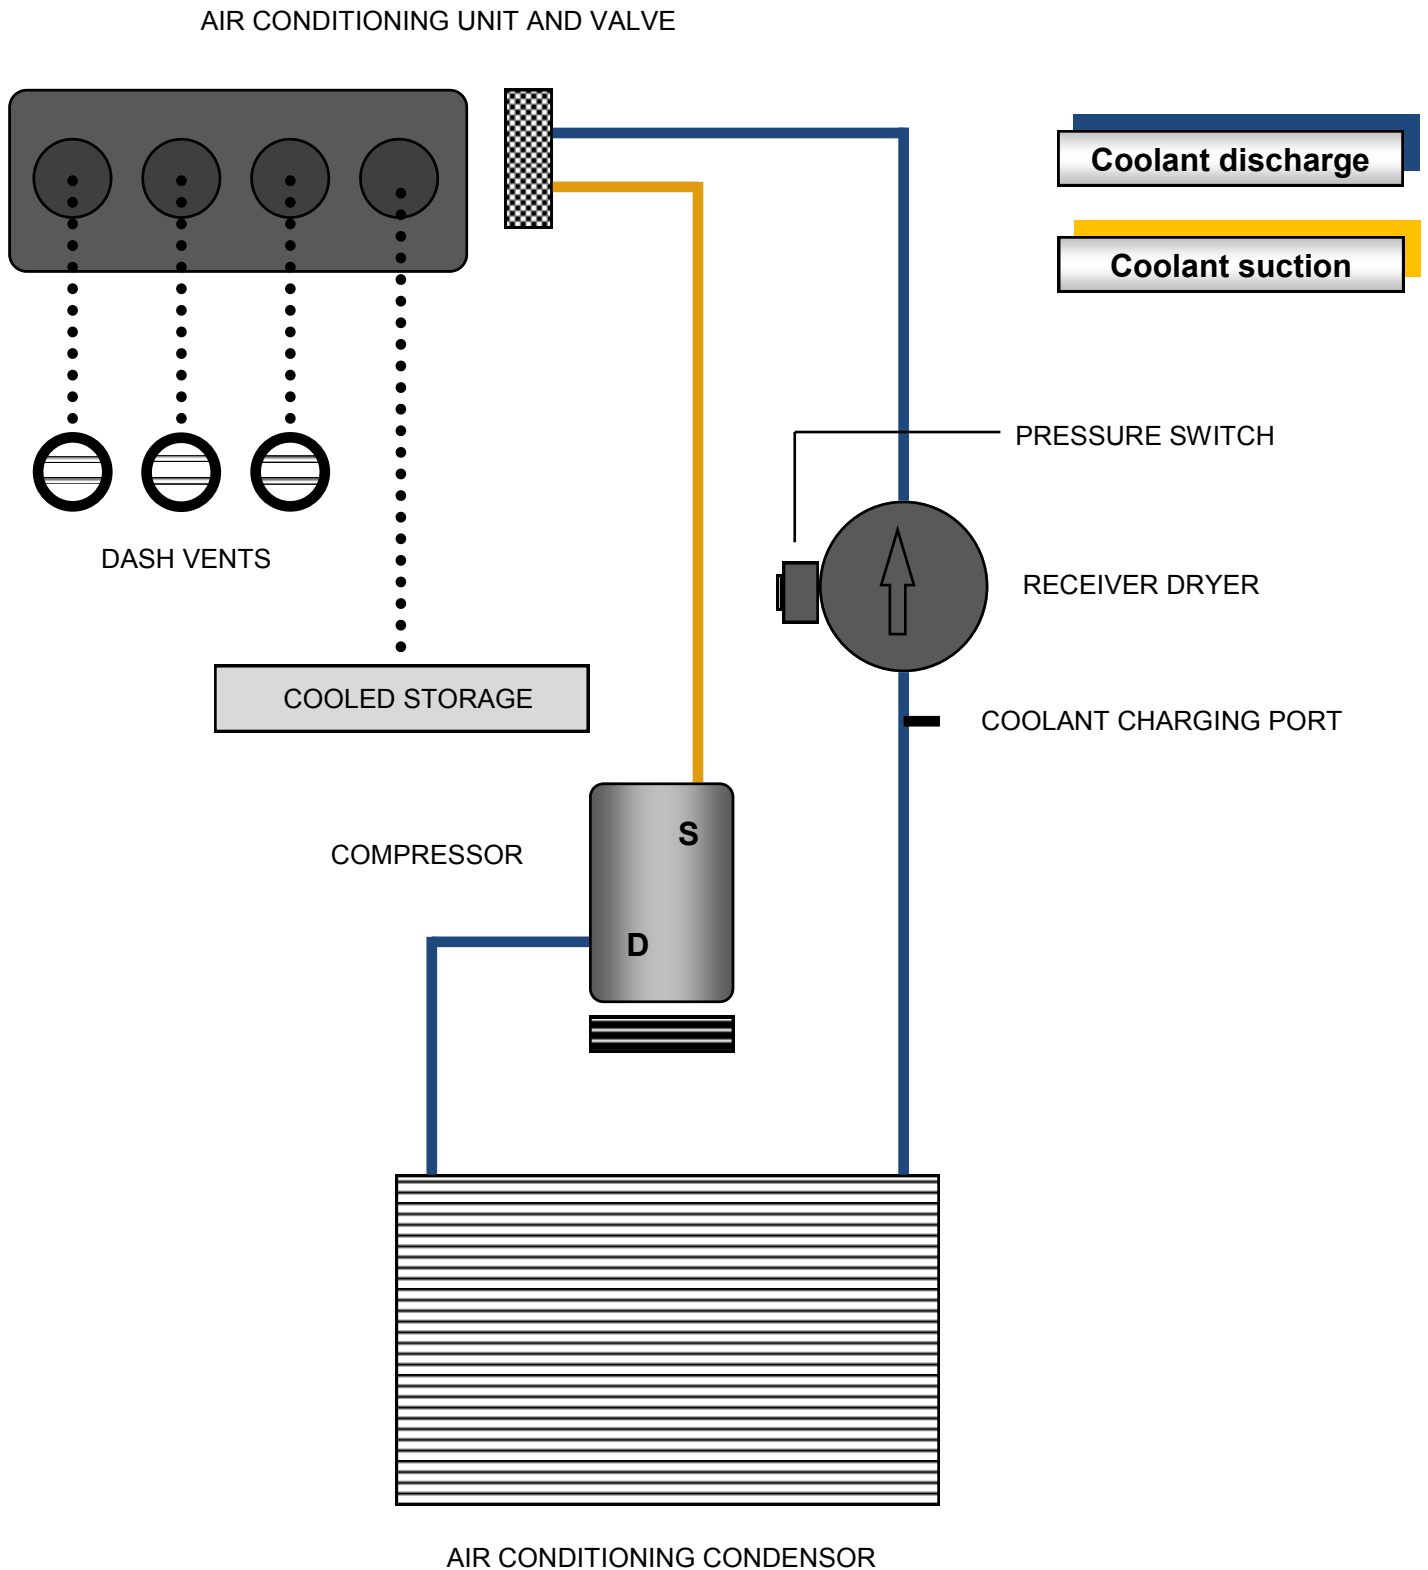 AIR CONDITIONING UNIT AND VALVE
Coolant discharge
Coolant suction
PRESSURE SWITCH
DASH VENTS
RECEIVER DRYER
COOLED STORAGE
COOLANT CHARGING PORT
S
COMPRESSOR
D
AIR CONDITIONING CONDENSOR